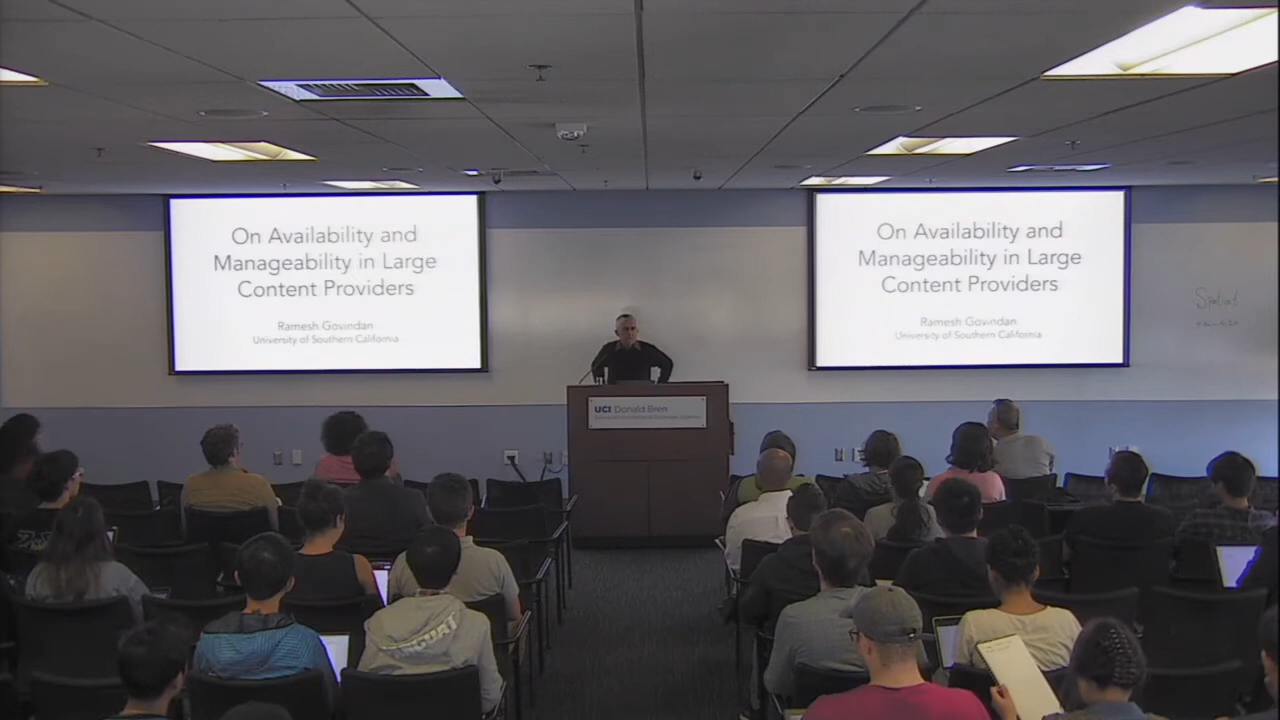 On Availability and
Manageability in Large
Content Providers
Ramesh Govindan
University of Southern California
On Availability and
Manageability in Large
Content Providers
Ramesh Govindan
University of Southern California
UCI Donald Bren